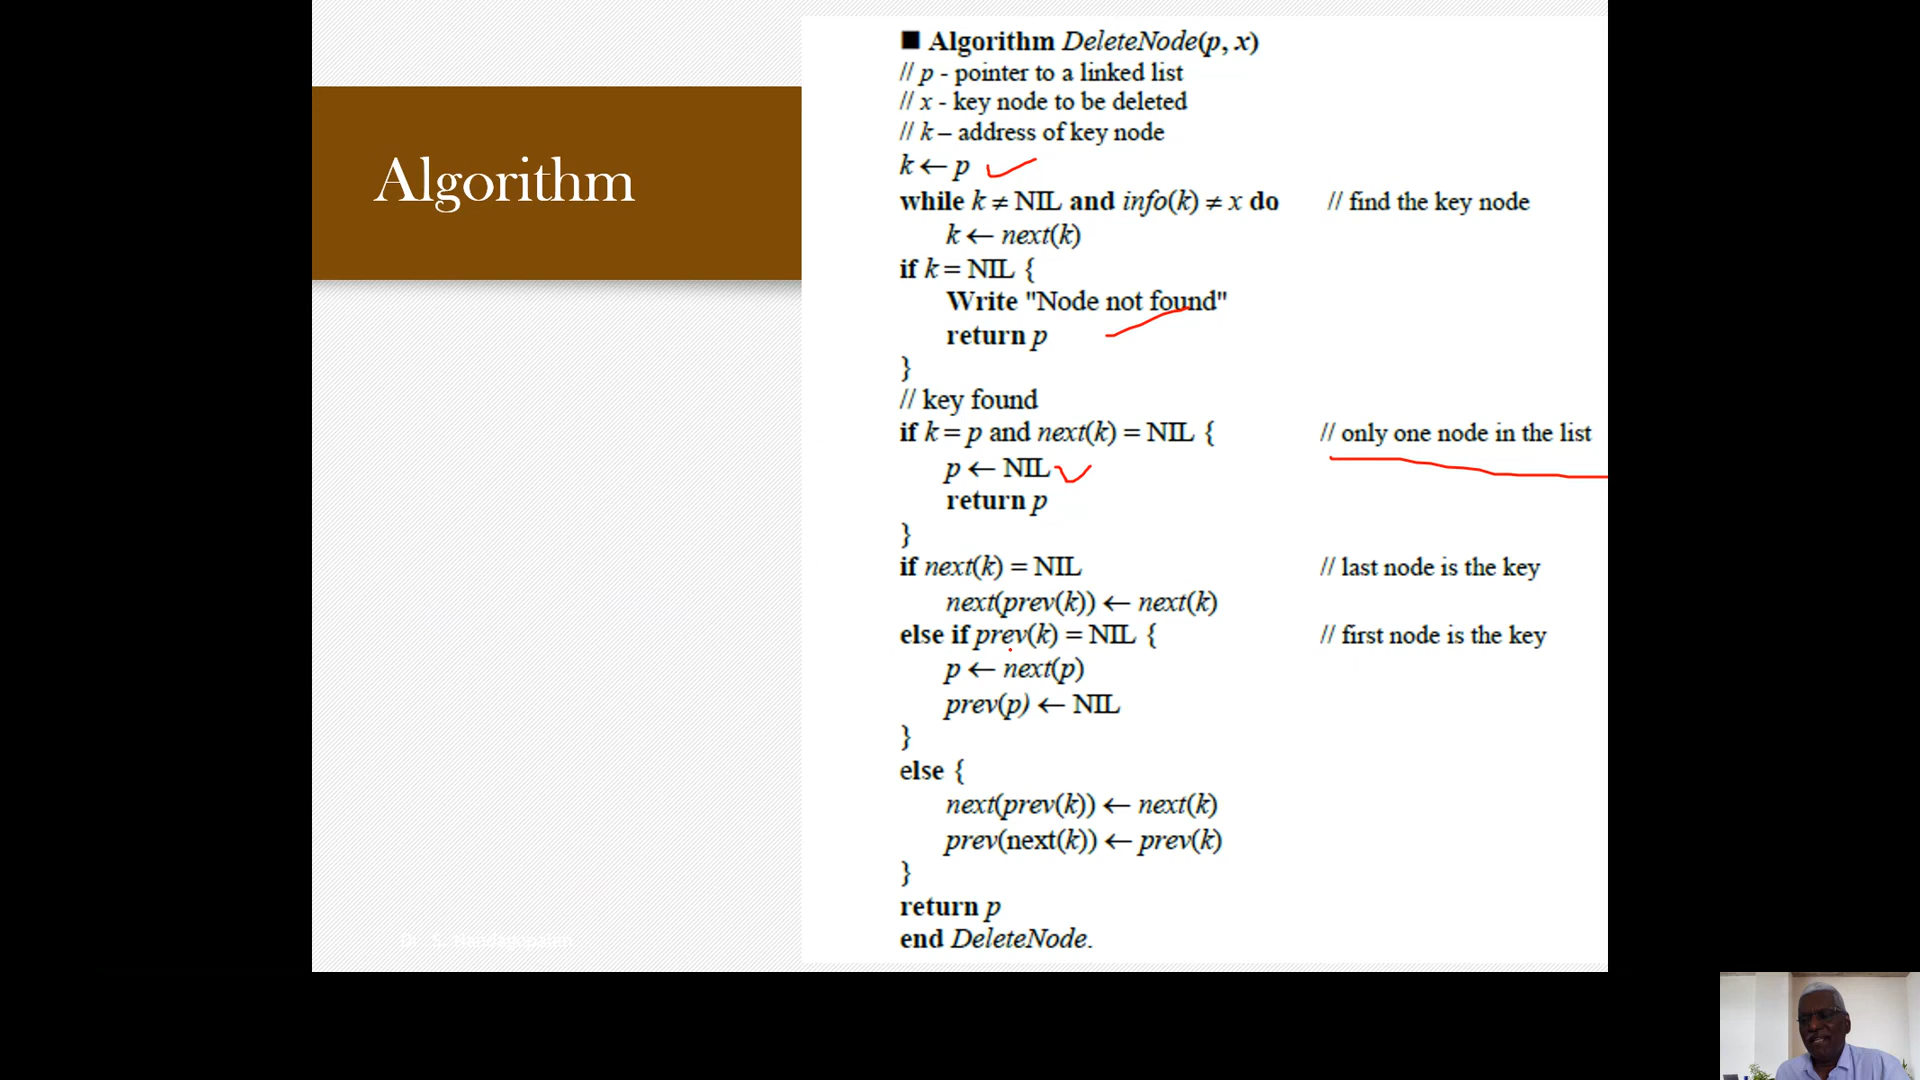 Algorithm
■ Algorithm DeleteNode(p, x)
// p - pointer to a linked list
// x - key node to be deleted
// k – address of key node
k ← p
while k ≠ NIL and info(k) ≠ x do // find the key node
k ← next(k)
if k = NIL {
Write "Node not found"
return p
}
// key found
if k = p and next(k) = NIL { // only one node in the list
p ← NIL
return p
}
if next(k) = NIL // last node is the key
next(prev(k)) ← next(k)
else if prev(k) = NIL { // first node is the key
p ← next(p)
prev(p) ← NIL
}
else {
next(prev(k)) ← next(k)
prev(next(k)) ← prev(k)
}
return p
end DeleteNode.
Dr. S. Nandagopalan